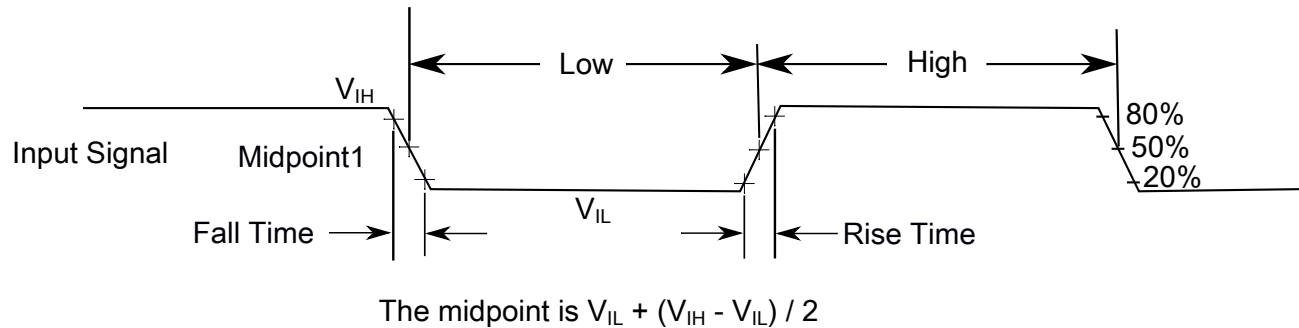 Low
High
V_IH
80%
Input Signal
Midpoint1
50%
20%
V_IL
Fall Time
Rise Time
The midpoint is V_IL + (V_IH - V_IL) / 2